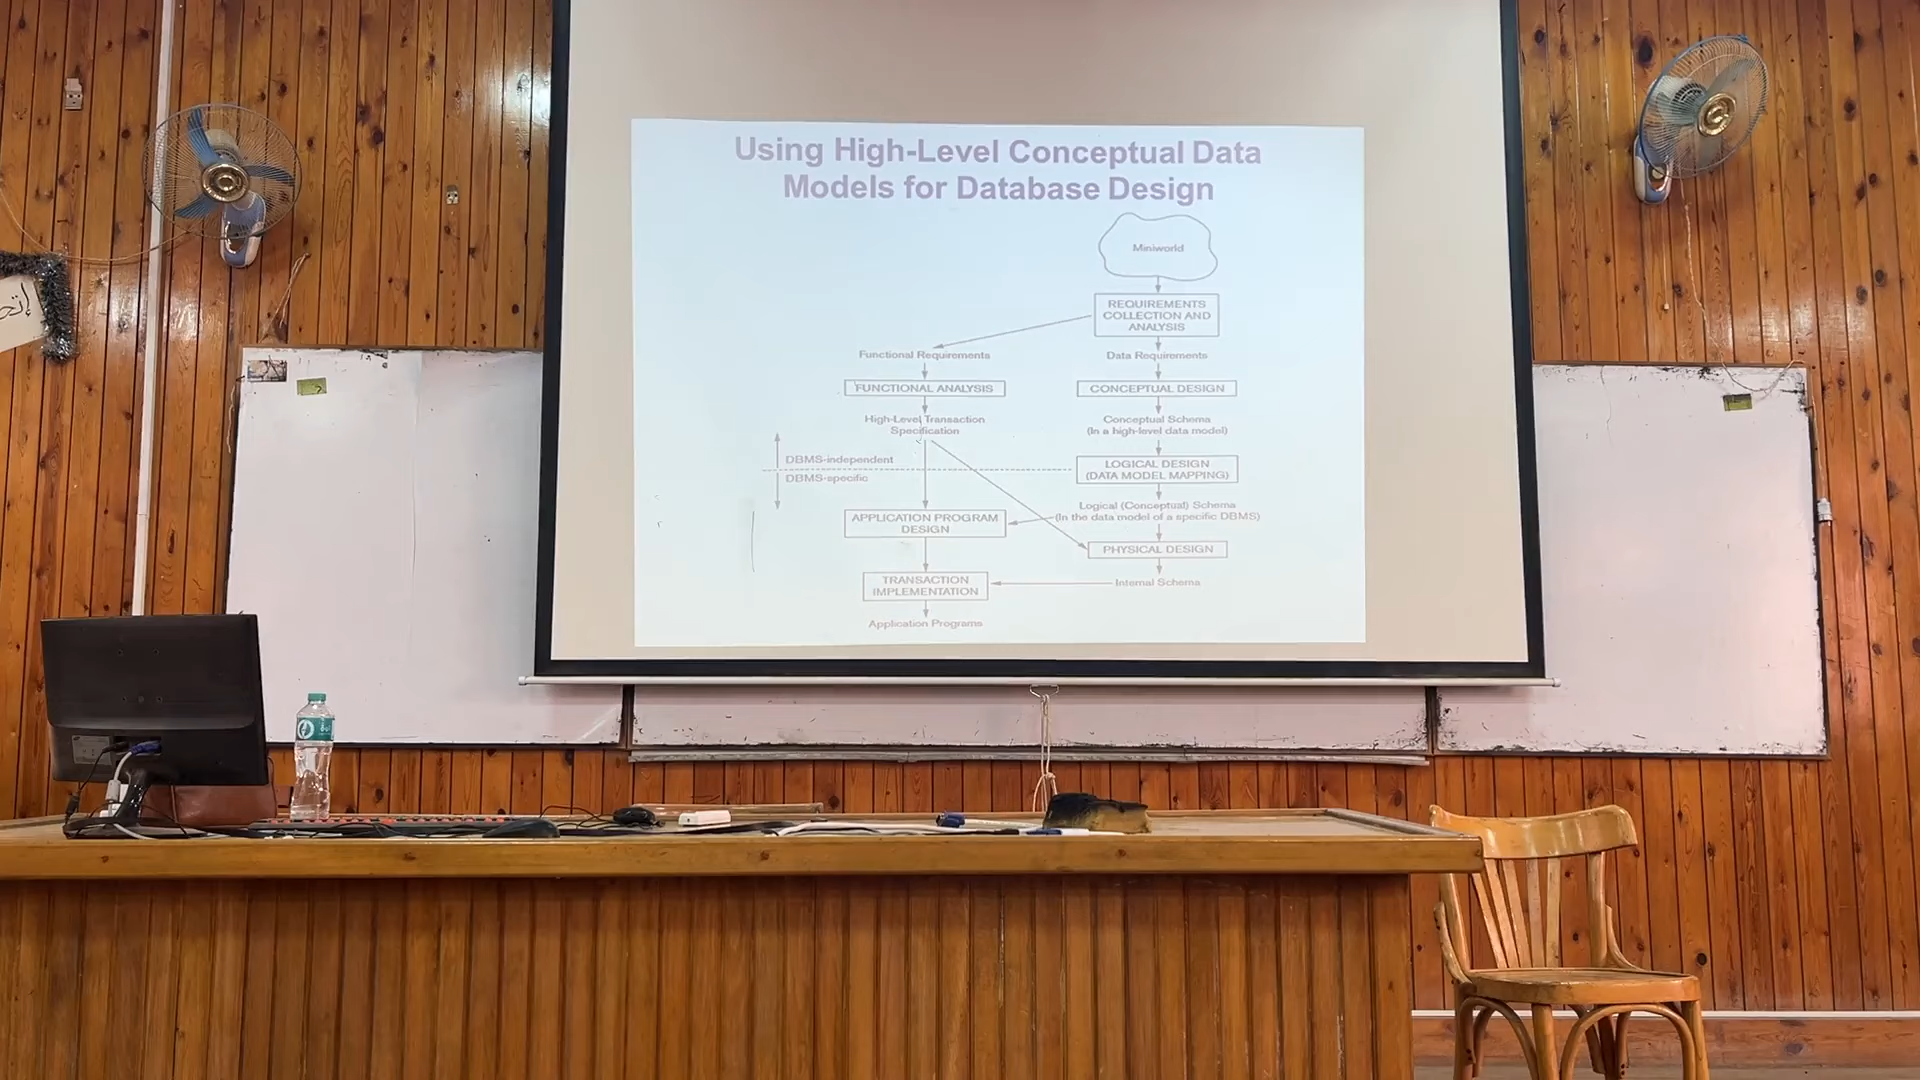 Using High-Level Conceptual Data
Models for Database Design
Miniworld
REQUIREMENTS
COLLECTION AND
ANALYSIS
Functional Requirements
Data Requirements
FUNCTIONAL ANALYSIS
CONCEPTUAL DESIGN
High-Level Transaction
Specification
Conceptual Schema
(In a high-level data model)
DBMS-independent
DBMS-specific
LOGICAL DESIGN
(DATA MODEL MAPPING)
Logical (Conceptual) Schema
(In the data model of a specific DBMS)
APPLICATION PROGRAM
DESIGN
PHYSICAL DESIGN
TRANSACTION
IMPLEMENTATION
Internal Schema
Application Programs